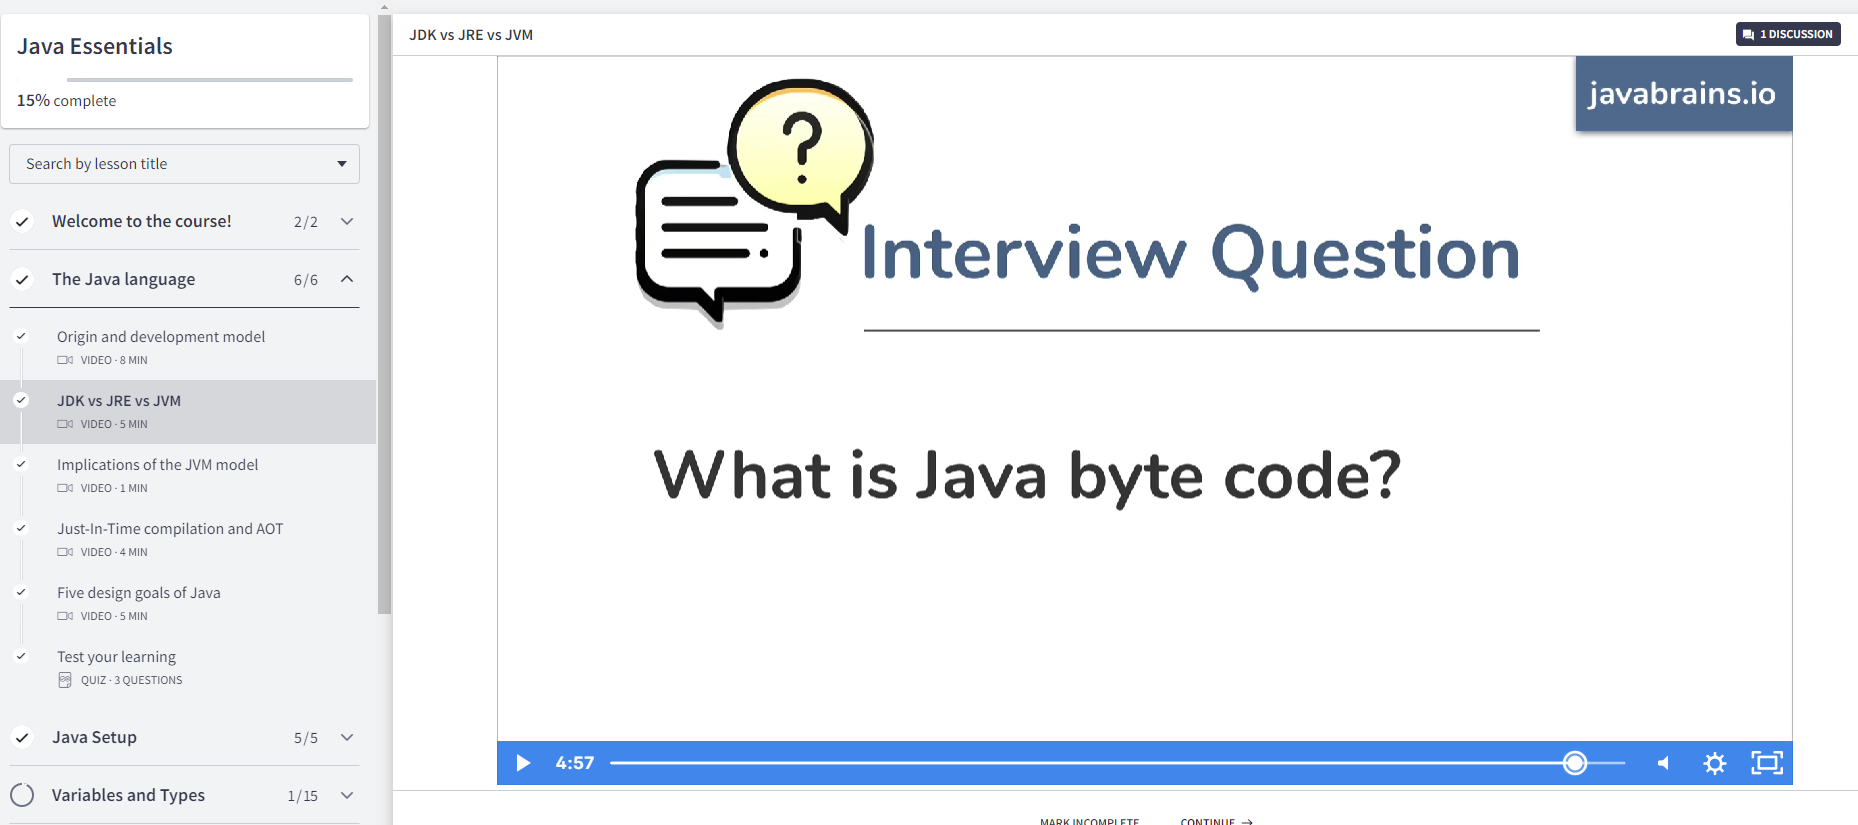 Java Essentials
15% complete
Search by lesson title
Welcome to the course!
2/2
The Java language
6/6
Origin and development model
VIDEO · 8 MIN
JDK vs JRE vs JVM
VIDEO · 5 MIN
Implications of the JVM model
VIDEO · 1 MIN
Just-In-Time compilation and AOT
VIDEO · 4 MIN
Five design goals of Java
VIDEO · 5 MIN
Test your learning
QUIZ · 3 QUESTIONS
Java Setup
5/5
Variables and Types
1/15
JDK vs JRE vs JVM
1 DISCUSSION
javabrains.io
?
Interview Question
What is Java byte code?
4:57
MARK INCOMPLETE
CONTINUE →